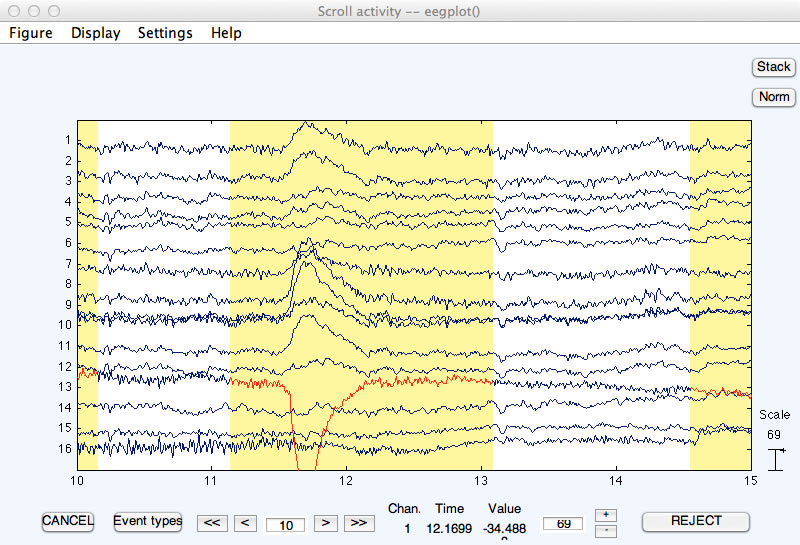 Scroll activity -- eegplot()
Figure Display Settings Help
Stack
Norm
1
2
3
4
5
6
7
8
9
10
11
12
13
14
15
16
Scale
69
+
10 11 12 13 14 15
Chan. Time Value
CANCEL Event types << < 10 > >> 1 12.1699 -34.488 69 + REJECT
-